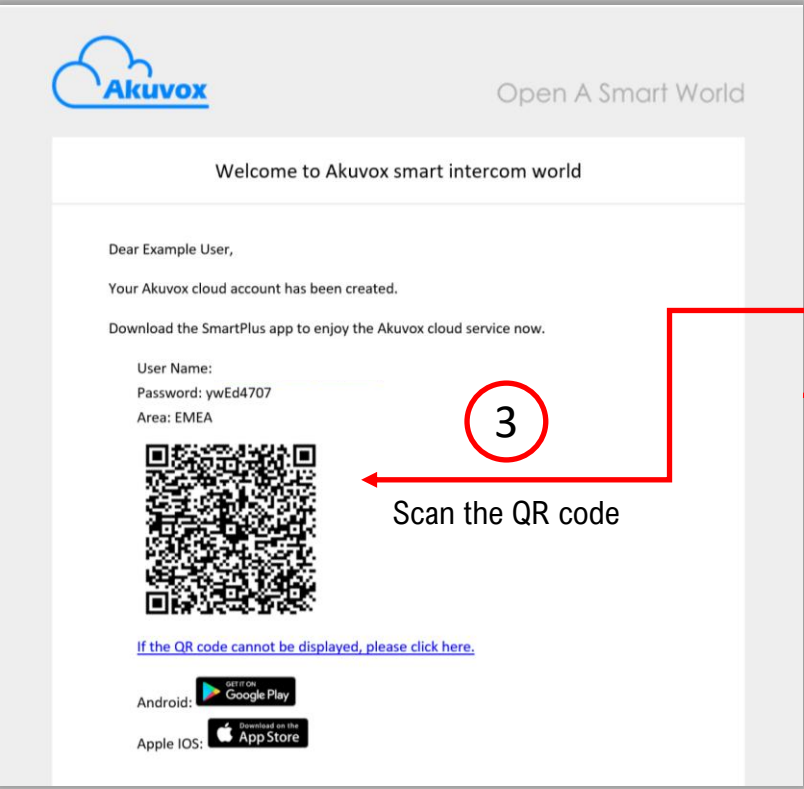 Akuvox
Open A Smart World
Welcome to Akuvox smart intercom world
Dear Example User,
Your Akuvox cloud account has been created.
Download the SmartPlus app to enjoy the Akuvox cloud service now.
User Name:
Password: ywEd4707
Area: EMEA
3
Scan the QR code
If the QR code cannot be displayed, please click here.
Android:
GET IT ON
Google Play
Apple IOS:
Download on the
App Store